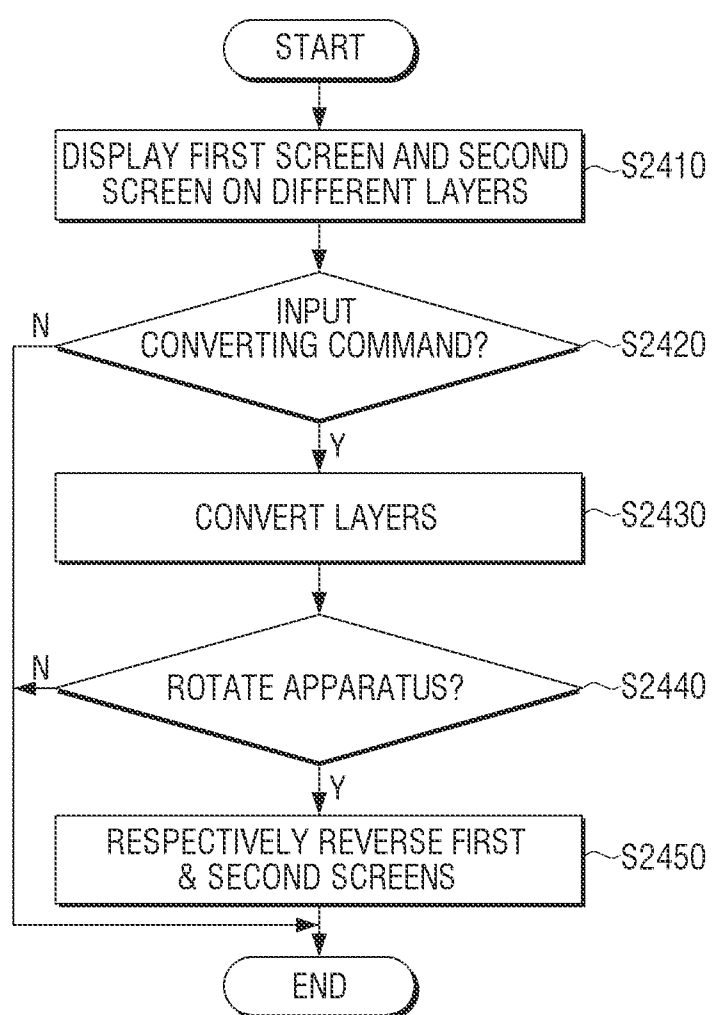 START
DISPLAY FIRST SCREEN AND SECOND
SCREEN ON DIFFERENT LAYERS
S2410
INPUT
CONVERTING COMMAND?
S2420
N
Y
CONVERT LAYERS
S2430
ROTATE APPARATUS?
S2440
N
Y
RESPECTIVELY REVERSE FIRST
& SECOND SCREENS
S2450
END